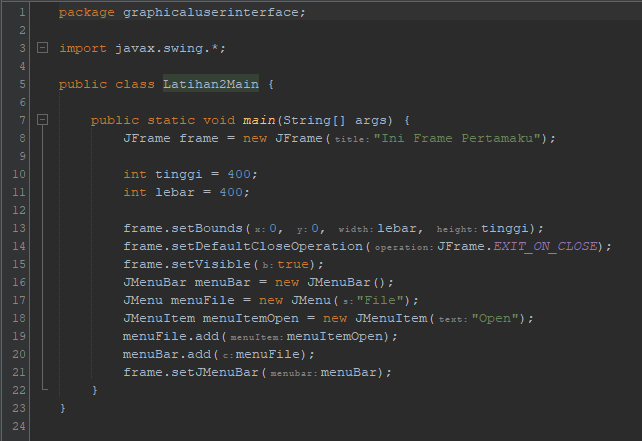 1 package graphicaluserinterface;
2
3 import javax.swing.*;
4
5 public class Latihan2Main {
6
7 public static void main(String[] args) {
8 JFrame frame = new JFrame( title: "Ini Frame Pertamaku");
9
10 int tinggi = 400;
11 int lebar = 400;
12
13 frame.setBounds( x: 0, y: 0, width: lebar, height: tinggi);
14 frame.setDefaultCloseOperation( operation: JFrame.EXIT_ON_CLOSE);
15 frame.setVisible( b: true);
16 JMenuBar menuBar = new JMenuBar();
17 JMenu menuFile = new JMenu( s: "File");
18 JMenuItem menuItemOpen = new JMenuItem( text: "Open");
19 menuFile.add( menuItem: menuItemOpen);
20 menuBar.add( c: menuFile);
21 frame.setJMenuBar( menubar: menuBar);
22 }
23 }
24